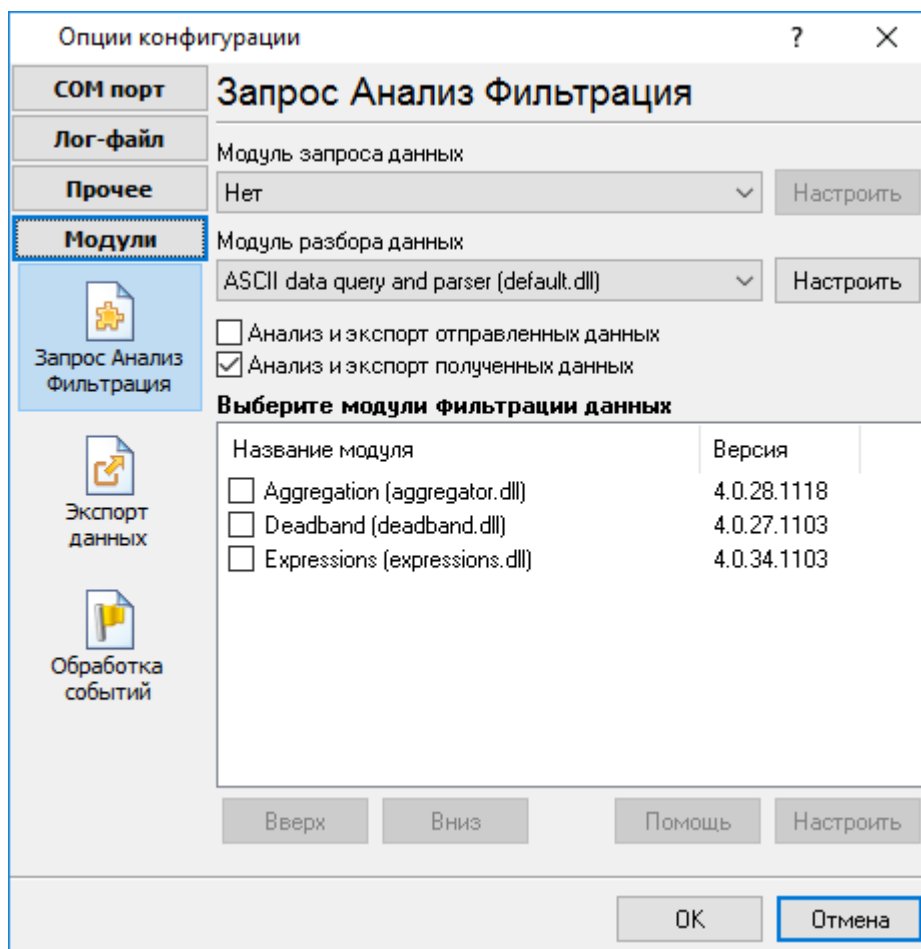 Опции конфигурации
?
COM порт
Лог-файл
Прочее
Модули
Запрос Анализ
Фильтрация
Экспорт
данных
Обработка
событий
Запрос Анализ Фильтрация
Модуль запроса данных
Нет
Настроить
Модуль разбора данных
ASCII data query and parser (default.dll)
Настроить
Анализ и экспорт отправленных данных
Анализ и экспорт полученных данных
Выберите модули фильтрации данных
Название модуля Версия
Aggregation (aggregator.dll) 4.0.28.1118
Deadband (deadband.dll) 4.0.27.1103
Expressions (expressions.dll) 4.0.34.1103
Вверх Вниз Помощь Настроить
OK Отмена